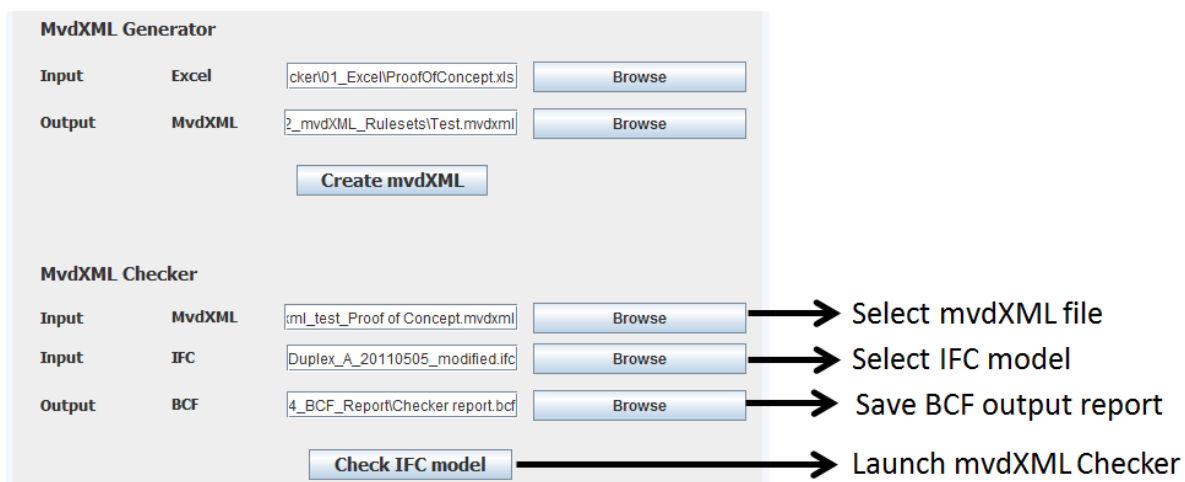 MvdXML Generator
Input Excel cker\01_Excel\ProofOfConcept.xls Browse
Output MvdXML 2_mvdXML_Rulesets\Test.mvdxml Browse
Create mvdXML
MvdXML Checker
Input MvdXML xml_test_Proof of Concept.mvdxml Browse Select mvdXML file
Input IFC Duplex_A_20110505_modified.ifc Browse Select IFC model
Output BCF 4_BCF_Report\Checker report.bcf Browse Save BCF output report
Check IFC model Launch mvdXML Checker